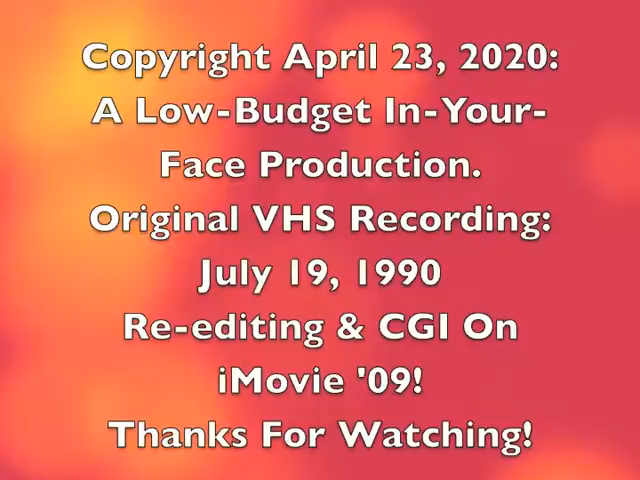 Copyright April 23, 2020:
A Low-Budget In-Your-
Face Production.
Original VHS Recording:
July 19, 1990
Re-editing & CGI On
iMovie '09!
Thanks For Watching!